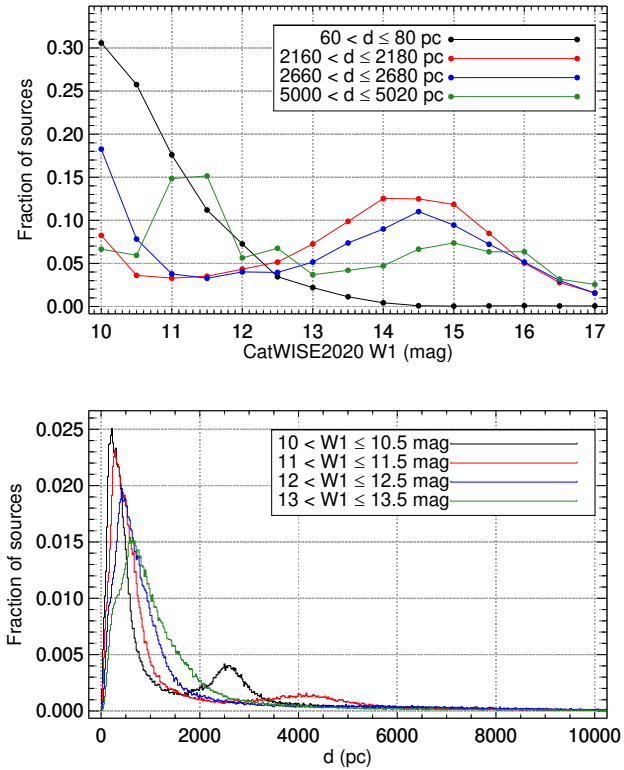 60 < d ≤ 80 pc
2160 < d ≤ 2180 pc
2660 < d ≤ 2680 pc
5000 < d ≤ 5020 pc
Fraction of sources
0.30
0.25
0.20
0.15
0.10
0.05
0.00
10 11 12 13 14 15 16 17
CatWISE2020 W1 (mag)
10 < W1 ≤ 10.5 mag
11 < W1 ≤ 11.5 mag
12 < W1 ≤ 12.5 mag
13 < W1 ≤ 13.5 mag
Fraction of sources
0.025
0.020
0.015
0.010
0.005
0.000
0 2000 4000 6000 8000 10000
d (pc)